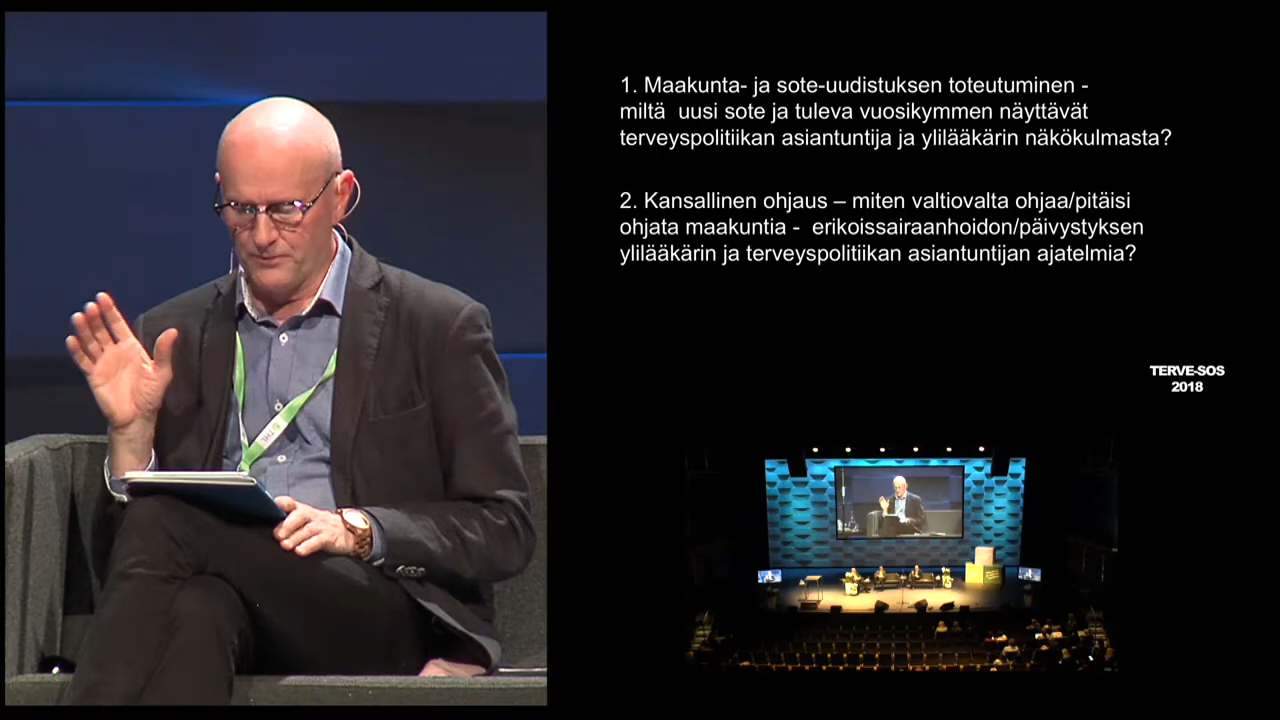 1. Maakunta- ja sote-uudistuksen toteutuminen -
miltä uusi sote ja tuleva vuosikymmen näyttävät
terveyspolitiikan asiantuntija ja ylilääkärin näkökulmasta?
2. Kansallinen ohjaus – miten valtiovalta ohjaa/pitäisi
ohjata maakuntia - erikoissairaanhoidon/päivystyksen
ylilääkärin ja terveyspolitiikan asiantuntijan ajatelmia?
TERVE-SOS
2018
THL